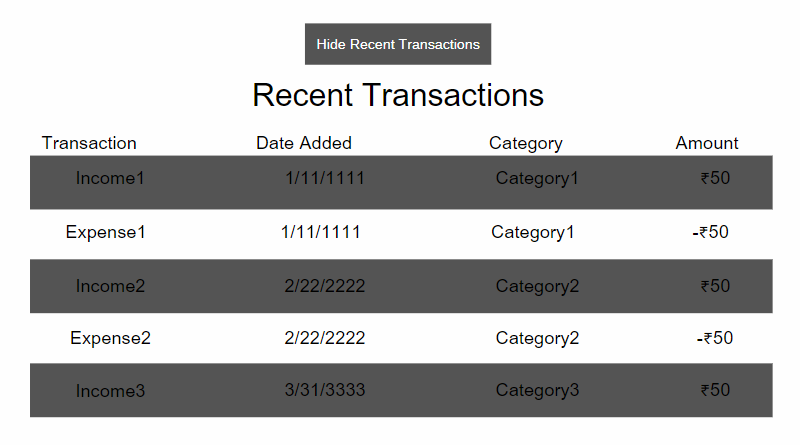 Hide Recent Transactions
Recent Transactions
Transaction Date Added Category Amount
Income1 1/11/1111 Category1 ₹50
Expense1 1/11/1111 Category1 -₹50
Income2 2/22/2222 Category2 ₹50
Expense2 2/22/2222 Category2 -₹50
Income3 3/31/3333 Category3 ₹50